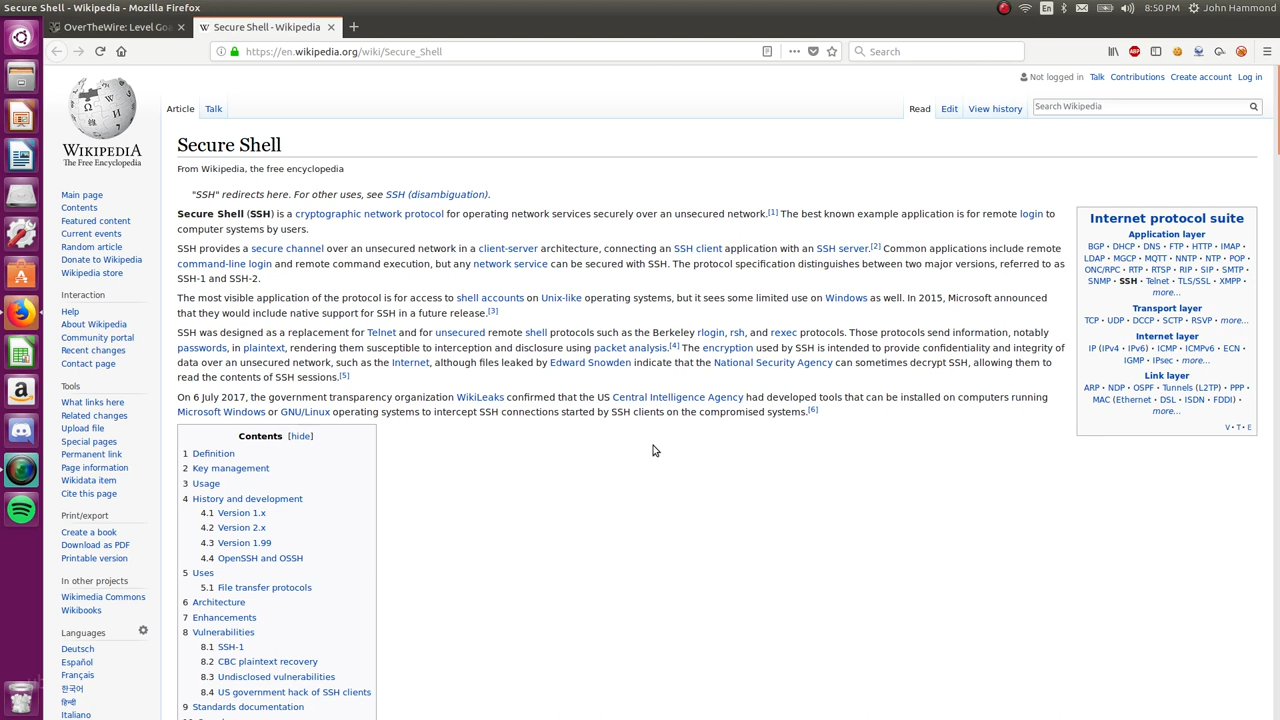 Secure Shell - Wikipedia - Mozilla Firefox
En
8:50 PM
John Hammond
OverTheWire: Level Goa
Secure Shell - Wikipedia
https://en.wikipedia.org/wiki/Secure_Shell
Search
Not logged in Talk Contributions Create account Log in
Article Talk
Read Edit View history
Search Wikipedia
WIKIPEDIA
The Free Encyclopedia
Main page
Contents
Featured content
Current events
Random article
Donate to Wikipedia
Wikipedia store
Interaction
Help
About Wikipedia
Community portal
Recent changes
Contact page
Tools
What links here
Related changes
Upload file
Special pages
Permanent link
Page information
Wikidata item
Cite this page
Print/export
Create a book
Download as PDF
Printable version
In other projects
Wikimedia Commons
Wikibooks
Languages
Deutsch
Español
Français
한국어
हिन्दी
Italiano
Secure Shell
From Wikipedia, the free encyclopedia
"SSH" redirects here. For other uses, see SSH (disambiguation).
Secure Shell (SSH) is a cryptographic network protocol for operating network services securely over an unsecured network.[1] The best known example application is for remote login to
computer systems by users.
SSH provides a secure channel over an unsecured network in a client-server architecture, connecting an SSH client application with an SSH server.[2] Common applications include remote
command-line login and remote command execution, but any network service can be secured with SSH. The protocol specification distinguishes between two major versions, referred to as
SSH-1 and SSH-2.
The most visible application of the protocol is for access to shell accounts on Unix-like operating systems, but it sees some limited use on Windows as well. In 2015, Microsoft announced
that they would include native support for SSH in a future release.[3]
SSH was designed as a replacement for Telnet and for unsecured remote shell protocols such as the Berkeley rlogin, rsh, and rexec protocols. Those protocols send information, notably
passwords, in plaintext, rendering them susceptible to interception and disclosure using packet analysis.[4] The encryption used by SSH is intended to provide confidentiality and integrity of
data over an unsecured network, such as the Internet, although files leaked by Edward Snowden indicate that the National Security Agency can sometimes decrypt SSH, allowing them to
read the contents of SSH sessions.[5]
On 6 July 2017, the government transparency organization WikiLeaks confirmed that the US Central Intelligence Agency had developed tools that can be installed on computers running
Microsoft Windows or GNU/Linux operating systems to intercept SSH connections started by SSH clients on the compromised systems.[6]
Contents [hide]
1 Definition
2 Key management
3 Usage
4 History and development
4.1 Version 1.x
4.2 Version 2.x
4.3 Version 1.99
4.4 OpenSSH and OSSH
5 Uses
5.1 File transfer protocols
6 Architecture
7 Enhancements
8 Vulnerabilities
8.1 SSH-1
8.2 CBC plaintext recovery
8.3 Undisclosed vulnerabilities
8.4 US government hack of SSH clients
9 Standards documentation
Internet protocol suite
Application layer
BGP · DHCP · DNS · FTP · HTTP · IMAP ·
LDAP · MGCP · MQTT · NNTP · NTP · POP ·
ONC/RPC · RTP · RTSP · RIP · SIP · SMTP ·
SNMP · SSH · Telnet · TLS/SSL · XMPP ·
more...
Transport layer
TCP · UDP · DCCP · SCTP · RSVP · more...
Internet layer
IP (IPv4 · IPv6) · ICMP · ICMPv6 · ECN ·
IGMP · IPsec · more...
Link layer
ARP · NDP · OSPF · Tunnels (L2TP) · PPP ·
MAC (Ethernet · DSL · ISDN · FDDI) ·
more...
V · T · E